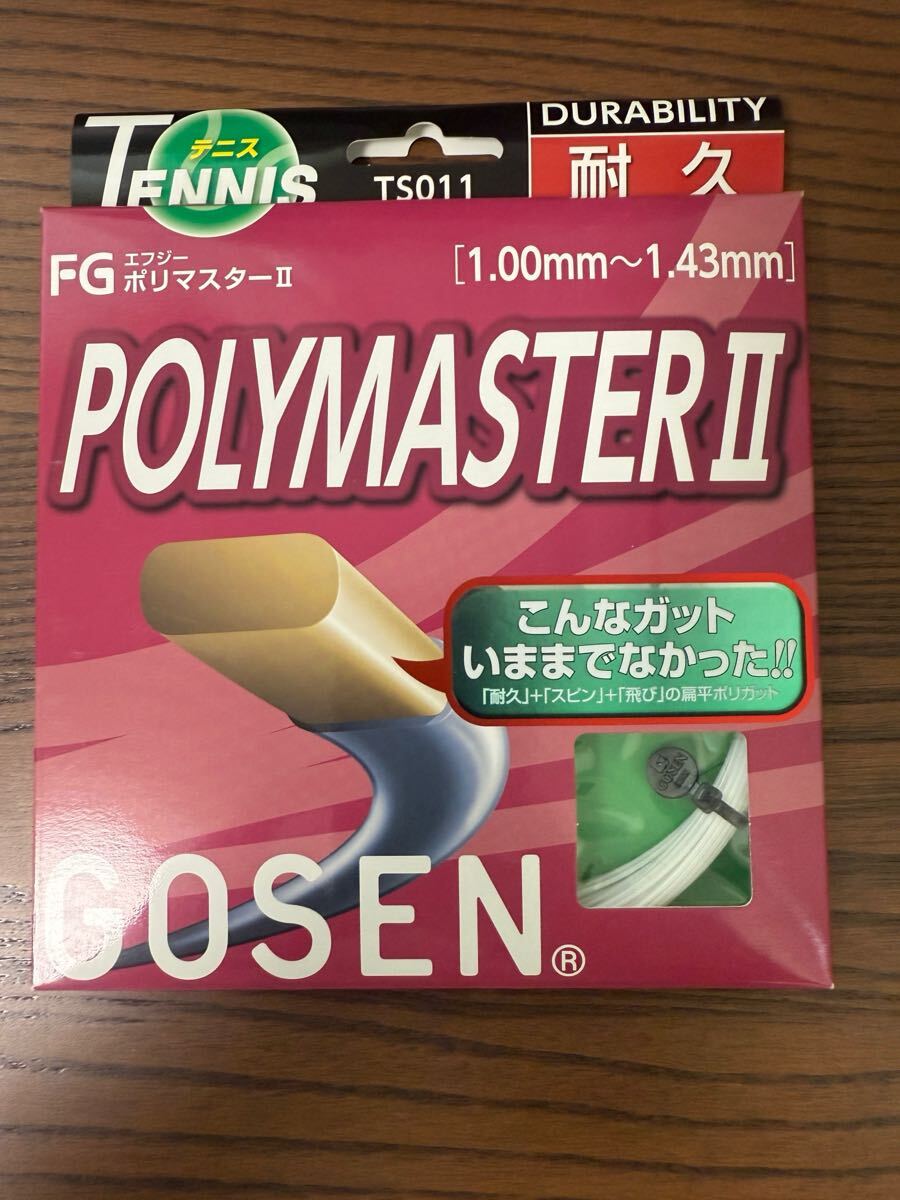 TENNIS
テニス
TS011
DURABILITY
耐久
FG エフジー
ポリマスターII
[1.00mm～1.43mm]
POLYMASTER II
こんなガット
いままでなかった!!
「耐久」+「スピン」+「飛び」の扁平ポリガット
GOSEN
GOSEN®